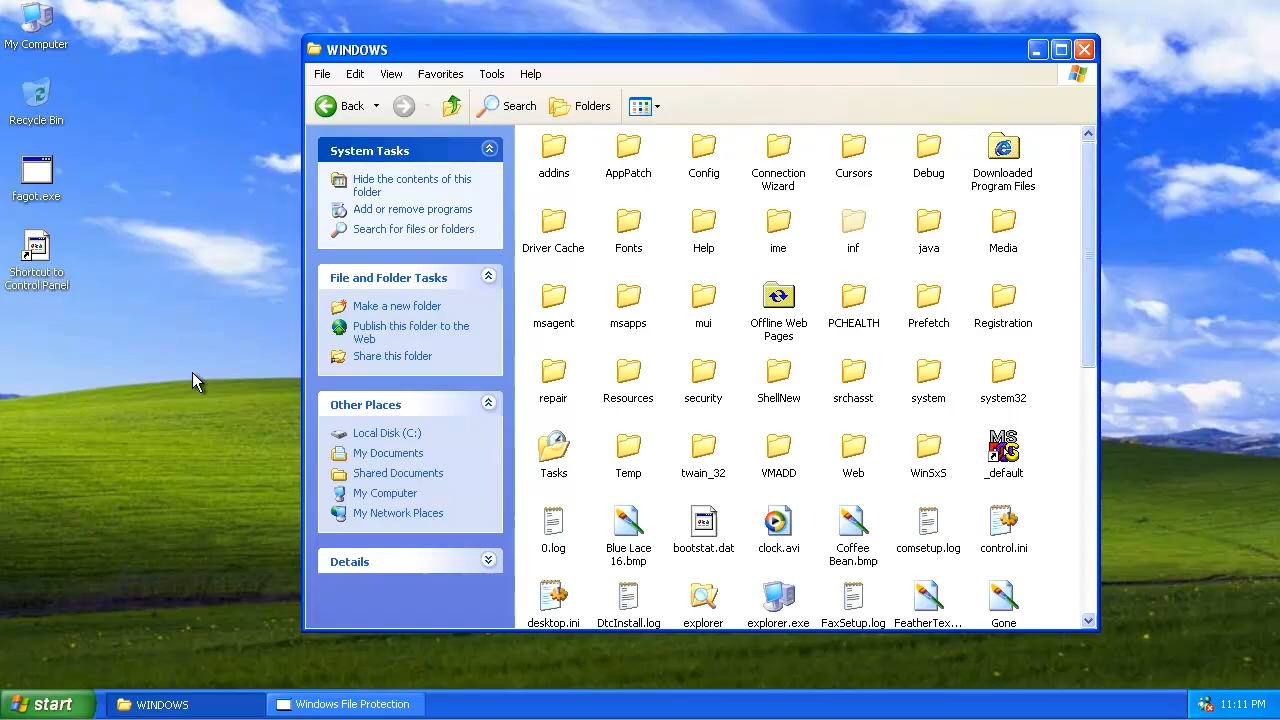 My Computer
Recycle Bin
fagot.exe
Shortcut to
Control Panel
WINDOWS
File Edit View Favorites Tools Help
Back Search Folders
System Tasks
Hide the contents of this
folder
Add or remove programs
Search for files or folders
File and Folder Tasks
Make a new folder
Publish this folder to the
Web
Share this folder
Other Places
Local Disk (C:)
My Documents
Shared Documents
My Computer
My Network Places
Details
addins AppPatch Config Connection Wizard Cursors Debug Downloaded Program Files
Driver Cache Fonts Help ime inf java Media
msagent msapps mui Offline Web Pages PCHEALTH Prefetch Registration
repair Resources security ShellNew srchasst system system32
Tasks Temp twain_32 VMADD Web WinSxS _default
0.log Blue Lace 16.bmp bootstat.dat clock.avi Coffee Bean.bmp comsetup.log control.ini
desktop.ini DtcInstall.log explorer explorer.exe FaxSetup.log FeatherTex... Gone
start WINDOWS Windows File Protection 11:11 PM